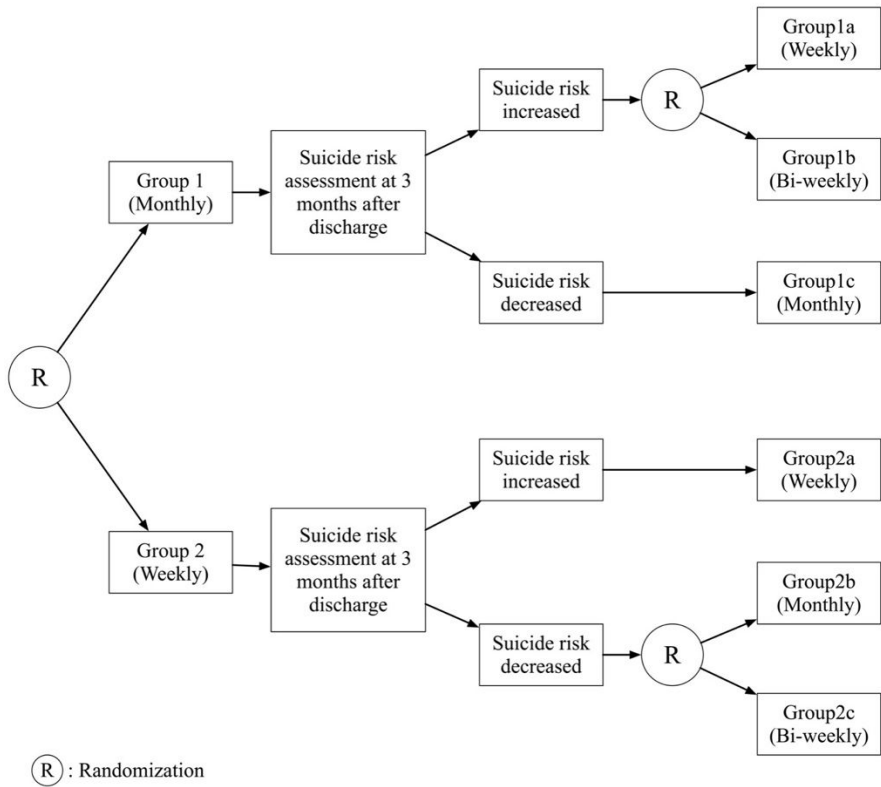 R
Group 1
(Monthly)
Suicide risk
assessment at 3
months after
discharge
Suicide risk
increased
R
Group1a
(Weekly)
Group1b
(Bi-weekly)
Suicide risk
decreased
Group1c
(Monthly)
Group 2
(Weekly)
Suicide risk
assessment at 3
months after
discharge
Suicide risk
increased
Group2a
(Weekly)
Suicide risk
decreased
R
Group2b
(Monthly)
Group2c
(Bi-weekly)
R : Randomization